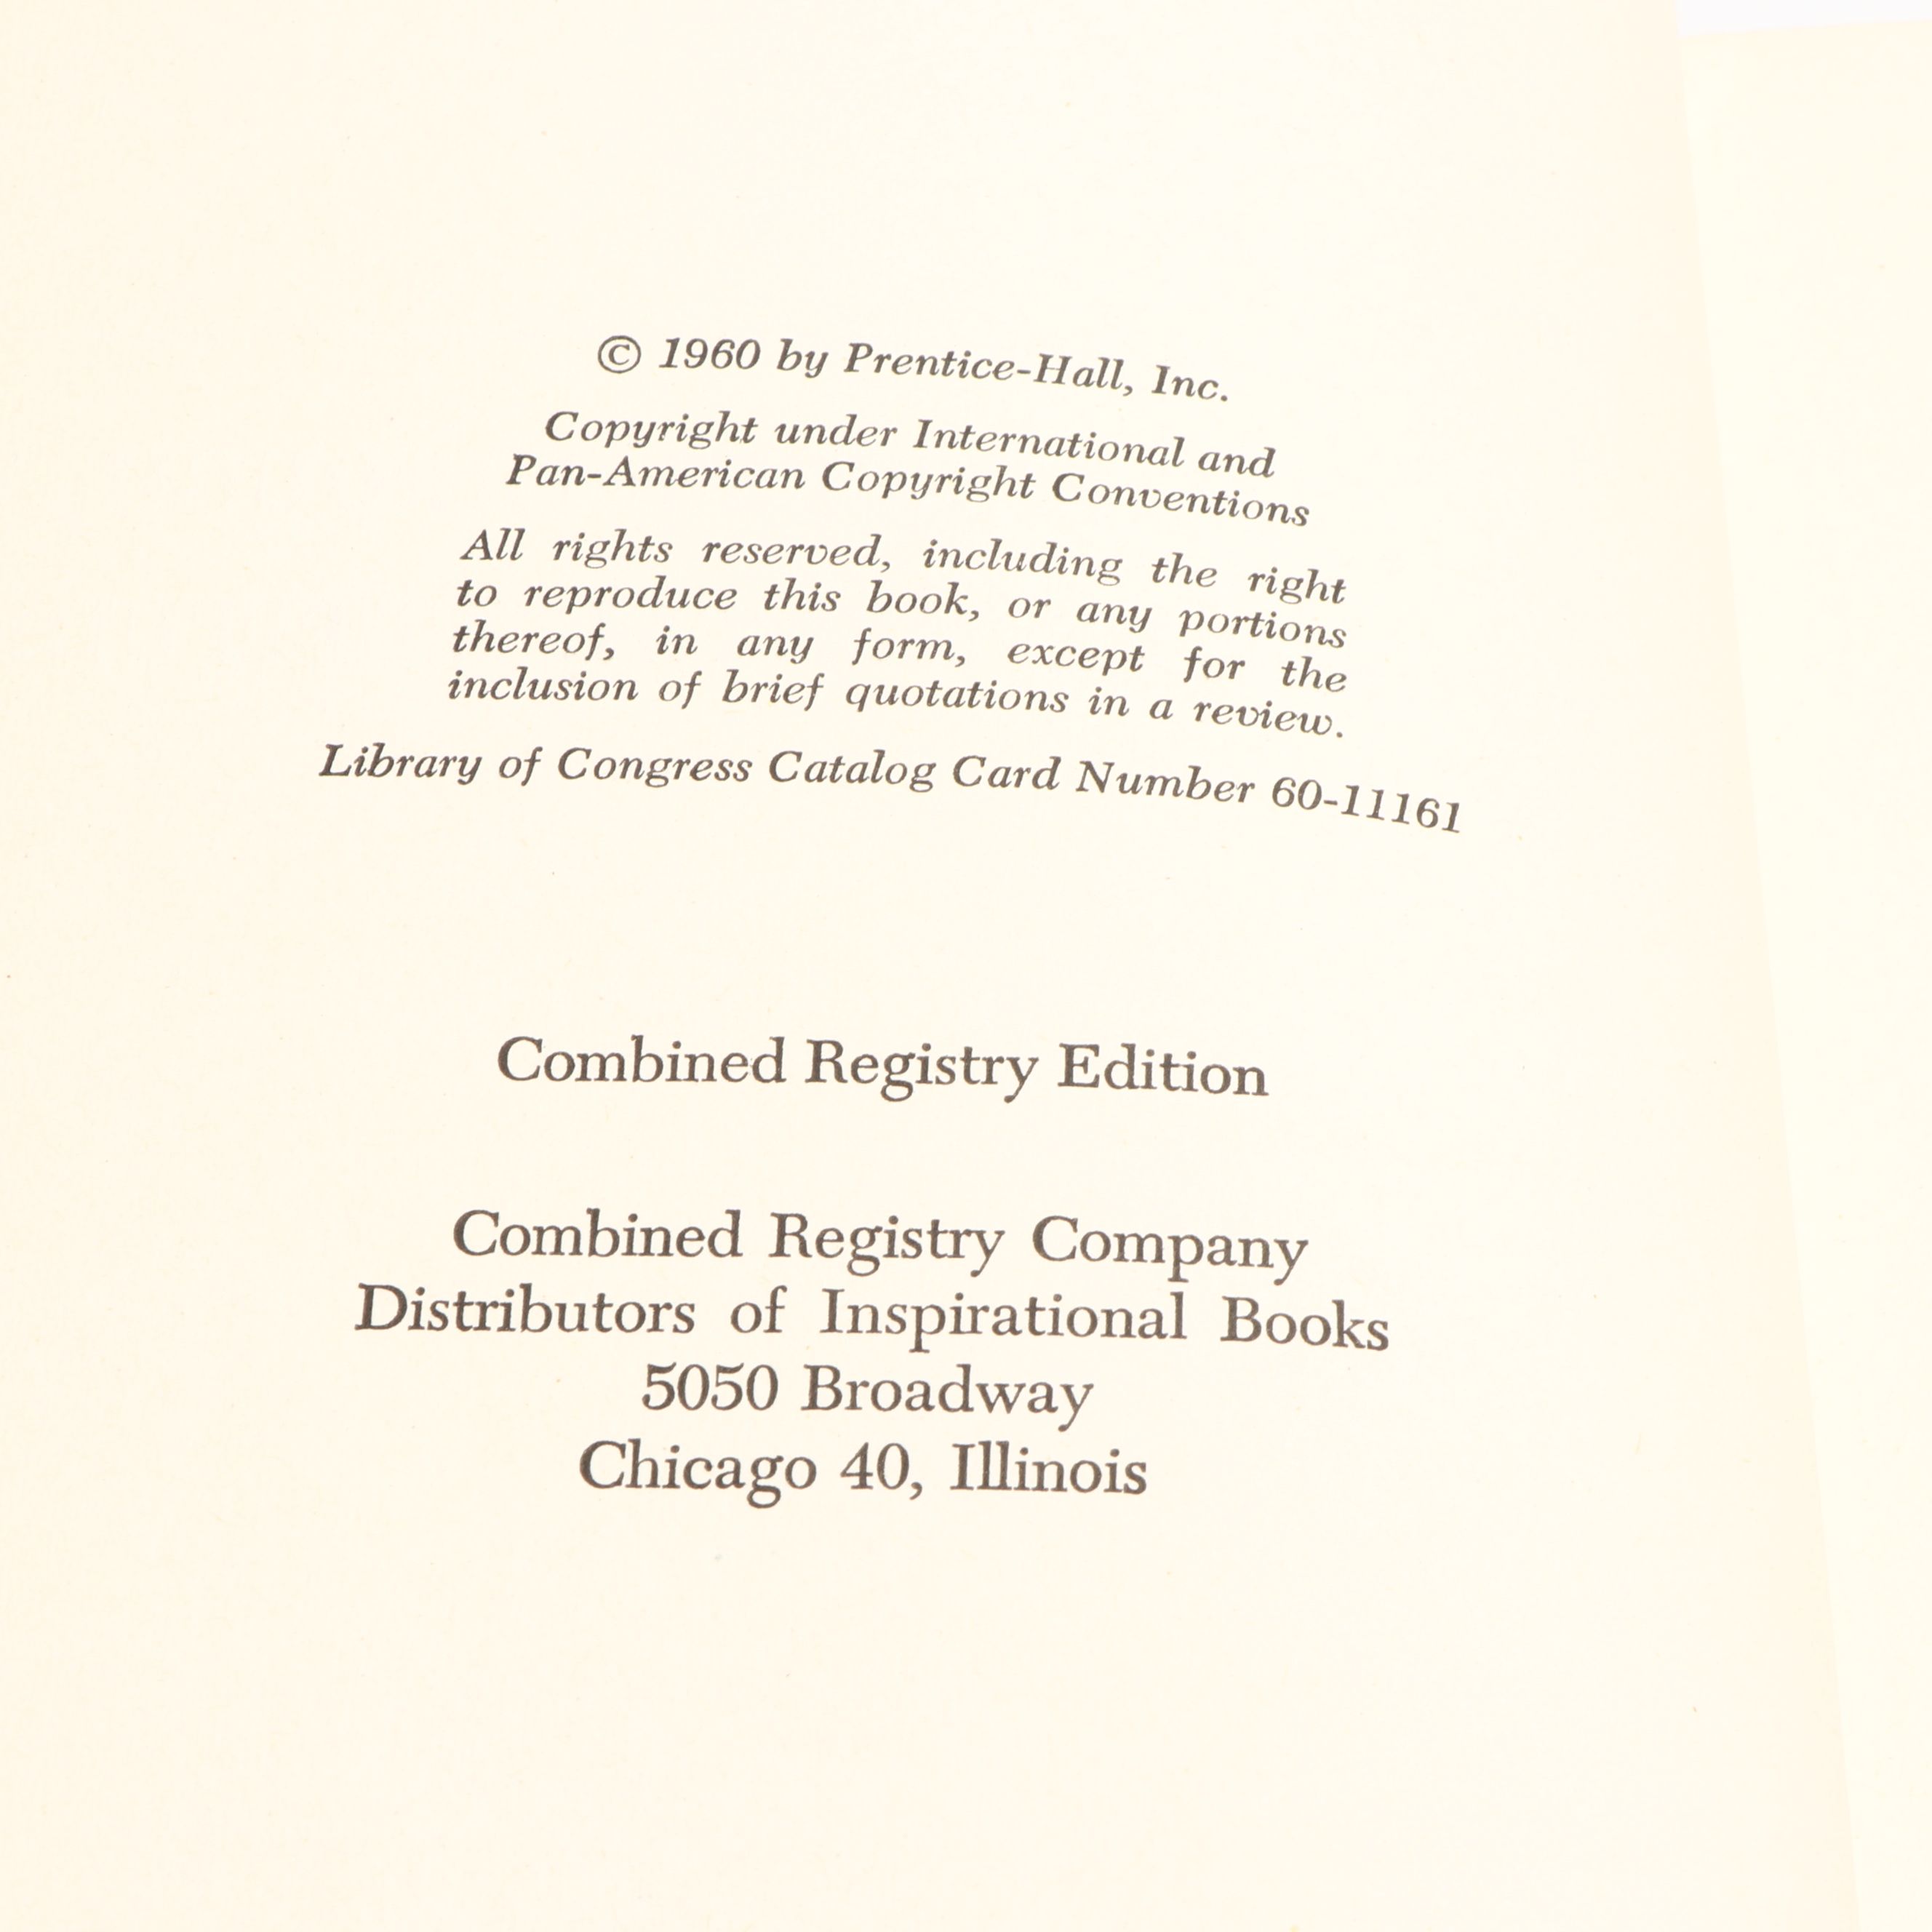 © 1960 by Prentice-Hall, Inc.
Copyright under International and
Pan-American Copyright Conventions
All rights reserved, including the right
to reproduce this book, or any portions
thereof, in any form, except for the
inclusion of brief quotations in a review.
Library of Congress Catalog Card Number 60-11161
Combined Registry Edition
Combined Registry Company
Distributors of Inspirational Books
5050 Broadway
Chicago 40, Illinois